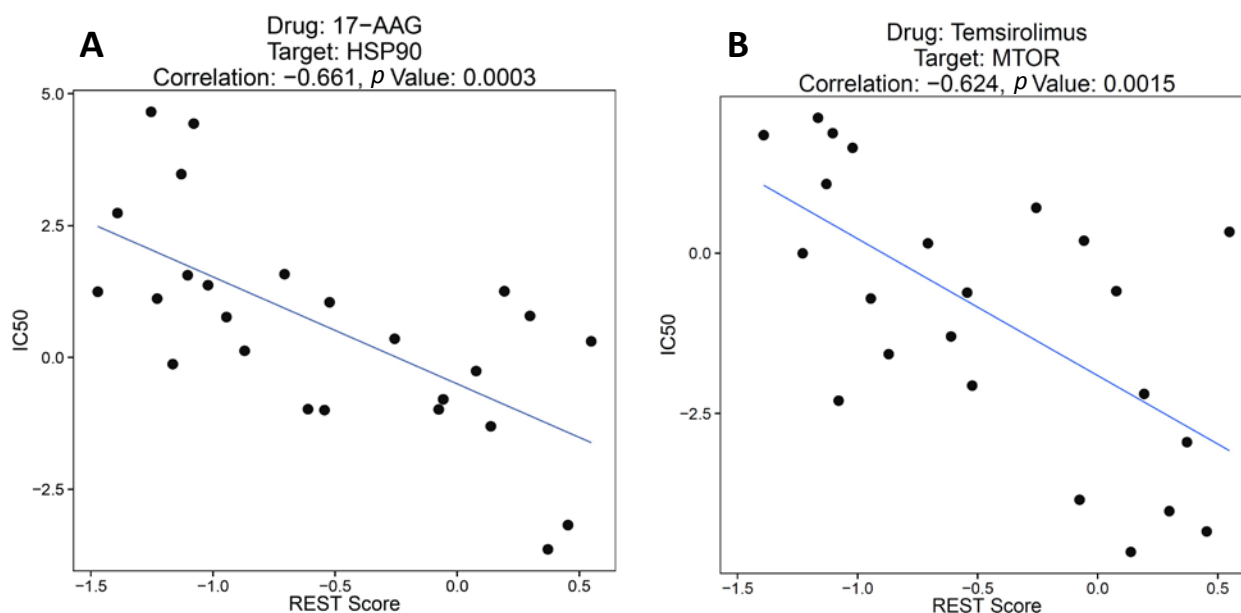 A
Drug: 17−AAG
Target: HSP90
Correlation: −0.661, p Value: 0.0003
5.0
2.5
0.0
−2.5
IC50
−1.5 −1.0 −0.5 0.0 0.5
REST Score
B
Drug: Temsirolimus
Target: MTOR
Correlation: −0.624, p Value: 0.0015
0.0
−2.5
IC50
−1.5 −1.0 −0.5 0.0 0.5
REST Score